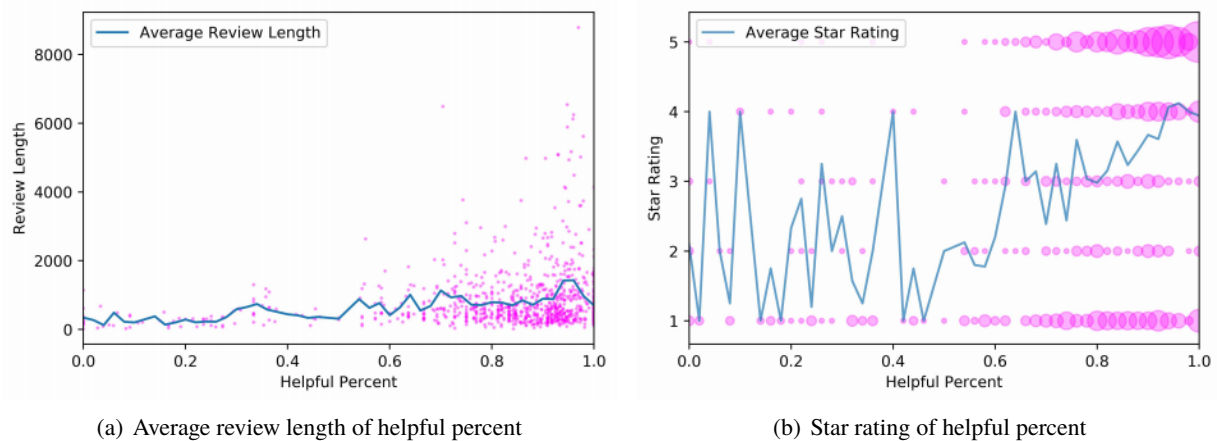 Average Review Length
8000
6000
4000
2000
0
Review Length
0.0 0.2 0.4 0.6 0.8 1.0
Helpful Percent
(a) Average review length of helpful percent
Average Star Rating
5
4
3
2
1
Star Rating
0.0 0.2 0.4 0.6 0.8 1.0
Helpful Percent
(b) Star rating of helpful percent